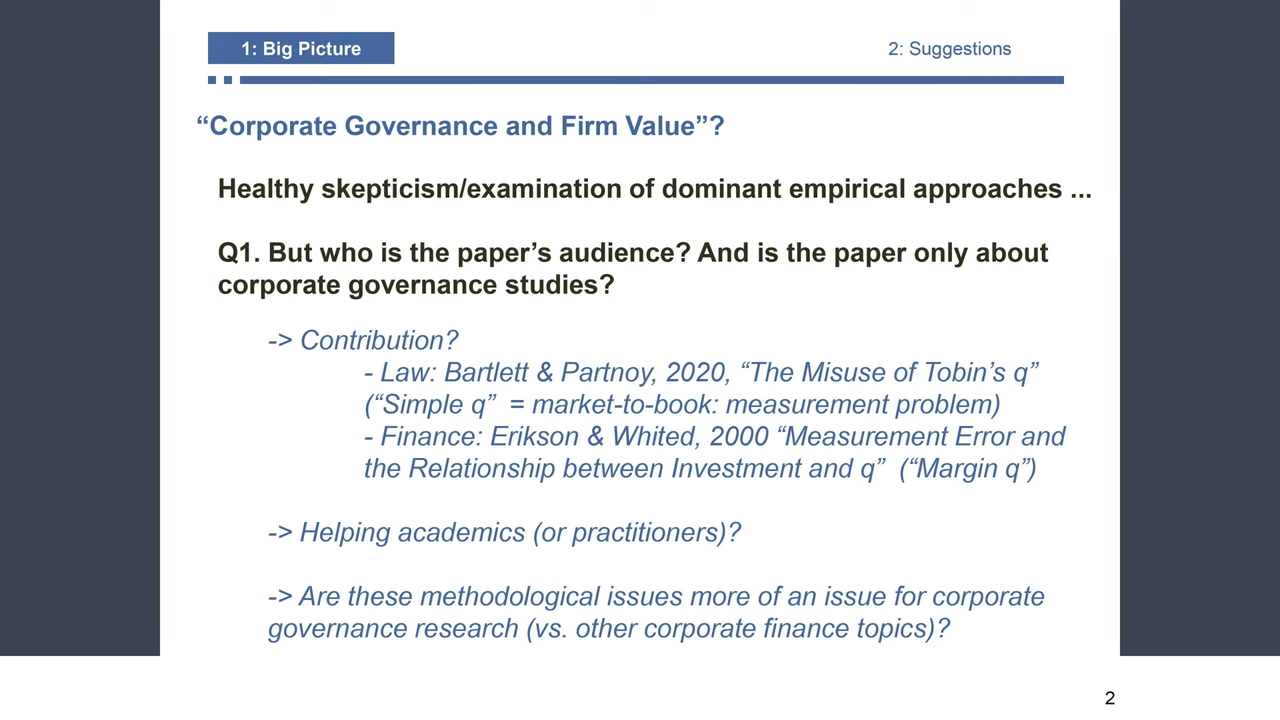 1: Big Picture
2: Suggestions
“Corporate Governance and Firm Value”?
Healthy skepticism/examination of dominant empirical approaches ...
Q1. But who is the paper’s audience? And is the paper only about
corporate governance studies?
-> Contribution?
- Law: Bartlett & Partnoy, 2020, “The Misuse of Tobin’s q”
(“Simple q” = market-to-book: measurement problem)
- Finance: Erikson & Whited, 2000 “Measurement Error and
the Relationship between Investment and q” (“Margin q”)
-> Helping academics (or practitioners)?
-> Are these methodological issues more of an issue for corporate
governance research (vs. other corporate finance topics)?
2